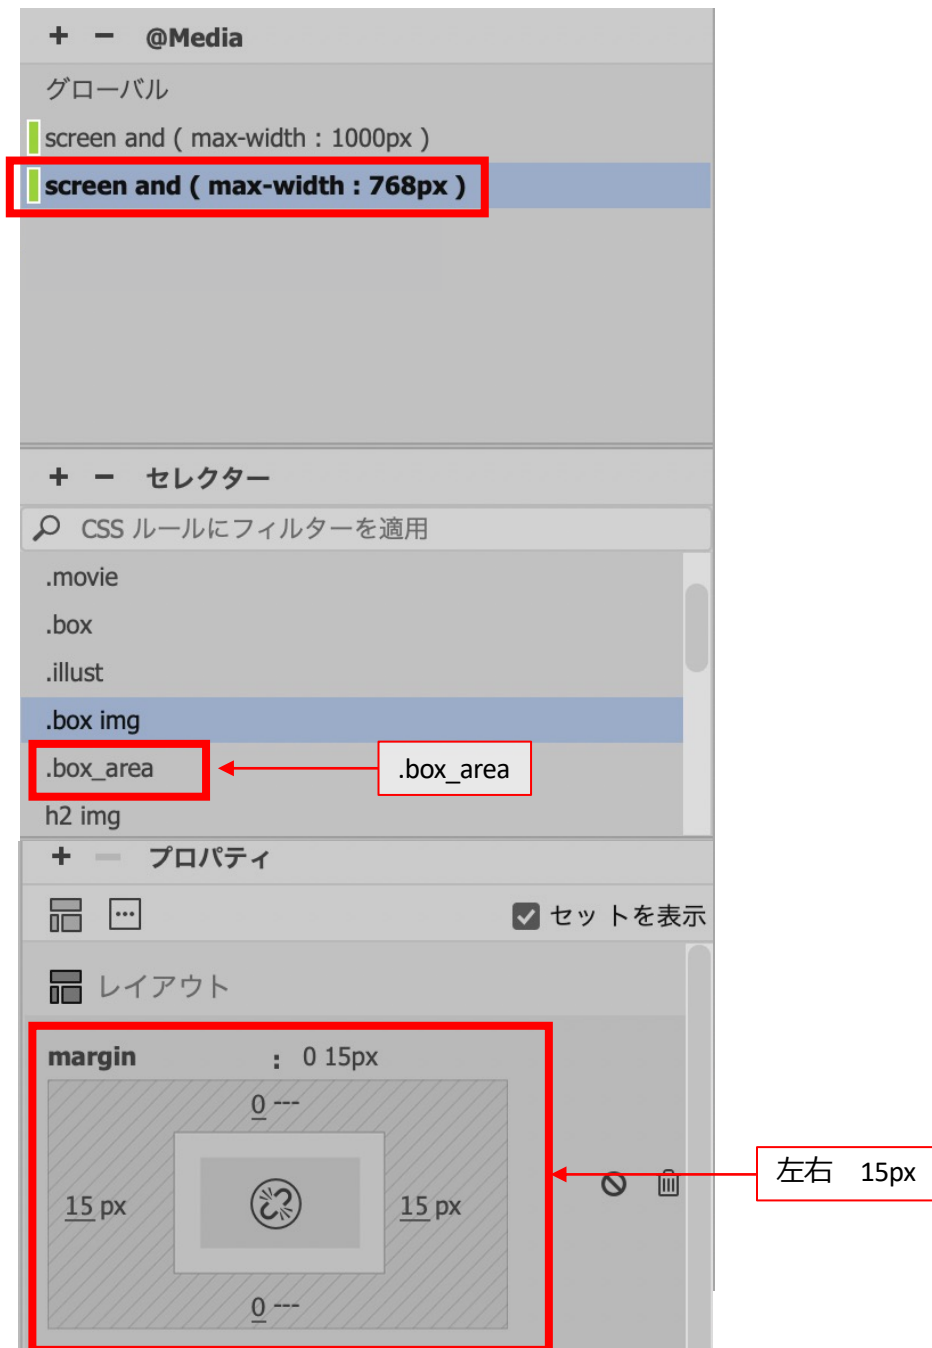 + − @Media
グローバル
screen and ( max-width : 1000px )
screen and ( max-width : 768px )
+ − セレクター
CSS ルールにフィルターを適用
.movie
.box
.illust
.box img
.box_area
.box_area
h2 img
+ − プロパティ
セットを表示
レイアウト
margin : 0 15px
0 ---
左右 15px
15 px
15 px
0 ---